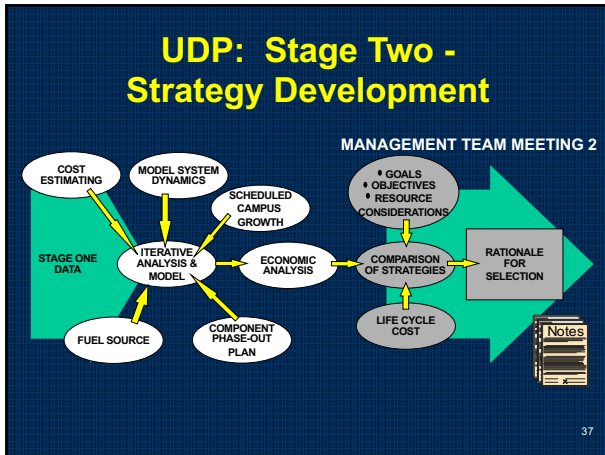 UDP: Stage Two -
Strategy Development
MANAGEMENT TEAM MEETING 2
COST
ESTIMATING
MODEL SYSTEM
DYNAMICS
SCHEDULED
CAMPUS
GROWTH
• GOALS
• OBJECTIVES
• RESOURCE
CONSIDERATIONS
STAGE ONE
DATA
ITERATIVE
ANALYSIS &
MODEL
ECONOMIC
ANALYSIS
COMPARISON
OF STRATEGIES
RATIONALE
FOR
SELECTION
FUEL SOURCE
COMPONENT
PHASE-OUT
PLAN
LIFE CYCLE
COST
Notes
37